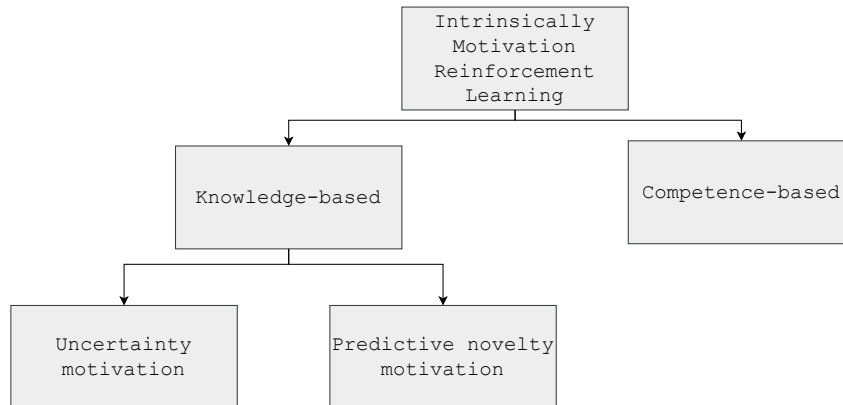 Intrinsically
Motivation
Reinforcement
Learning
Knowledge-based
Competence-based
Uncertainty
motivation
Predictive novelty
motivation